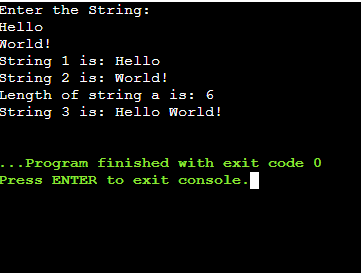 Enter the String:
Hello
World!
String 1 is: Hello
String 2 is: World!
Length of string a is: 6
String 3 is: Hello World!
...Program finished with exit code 0
Press ENTER to exit console.